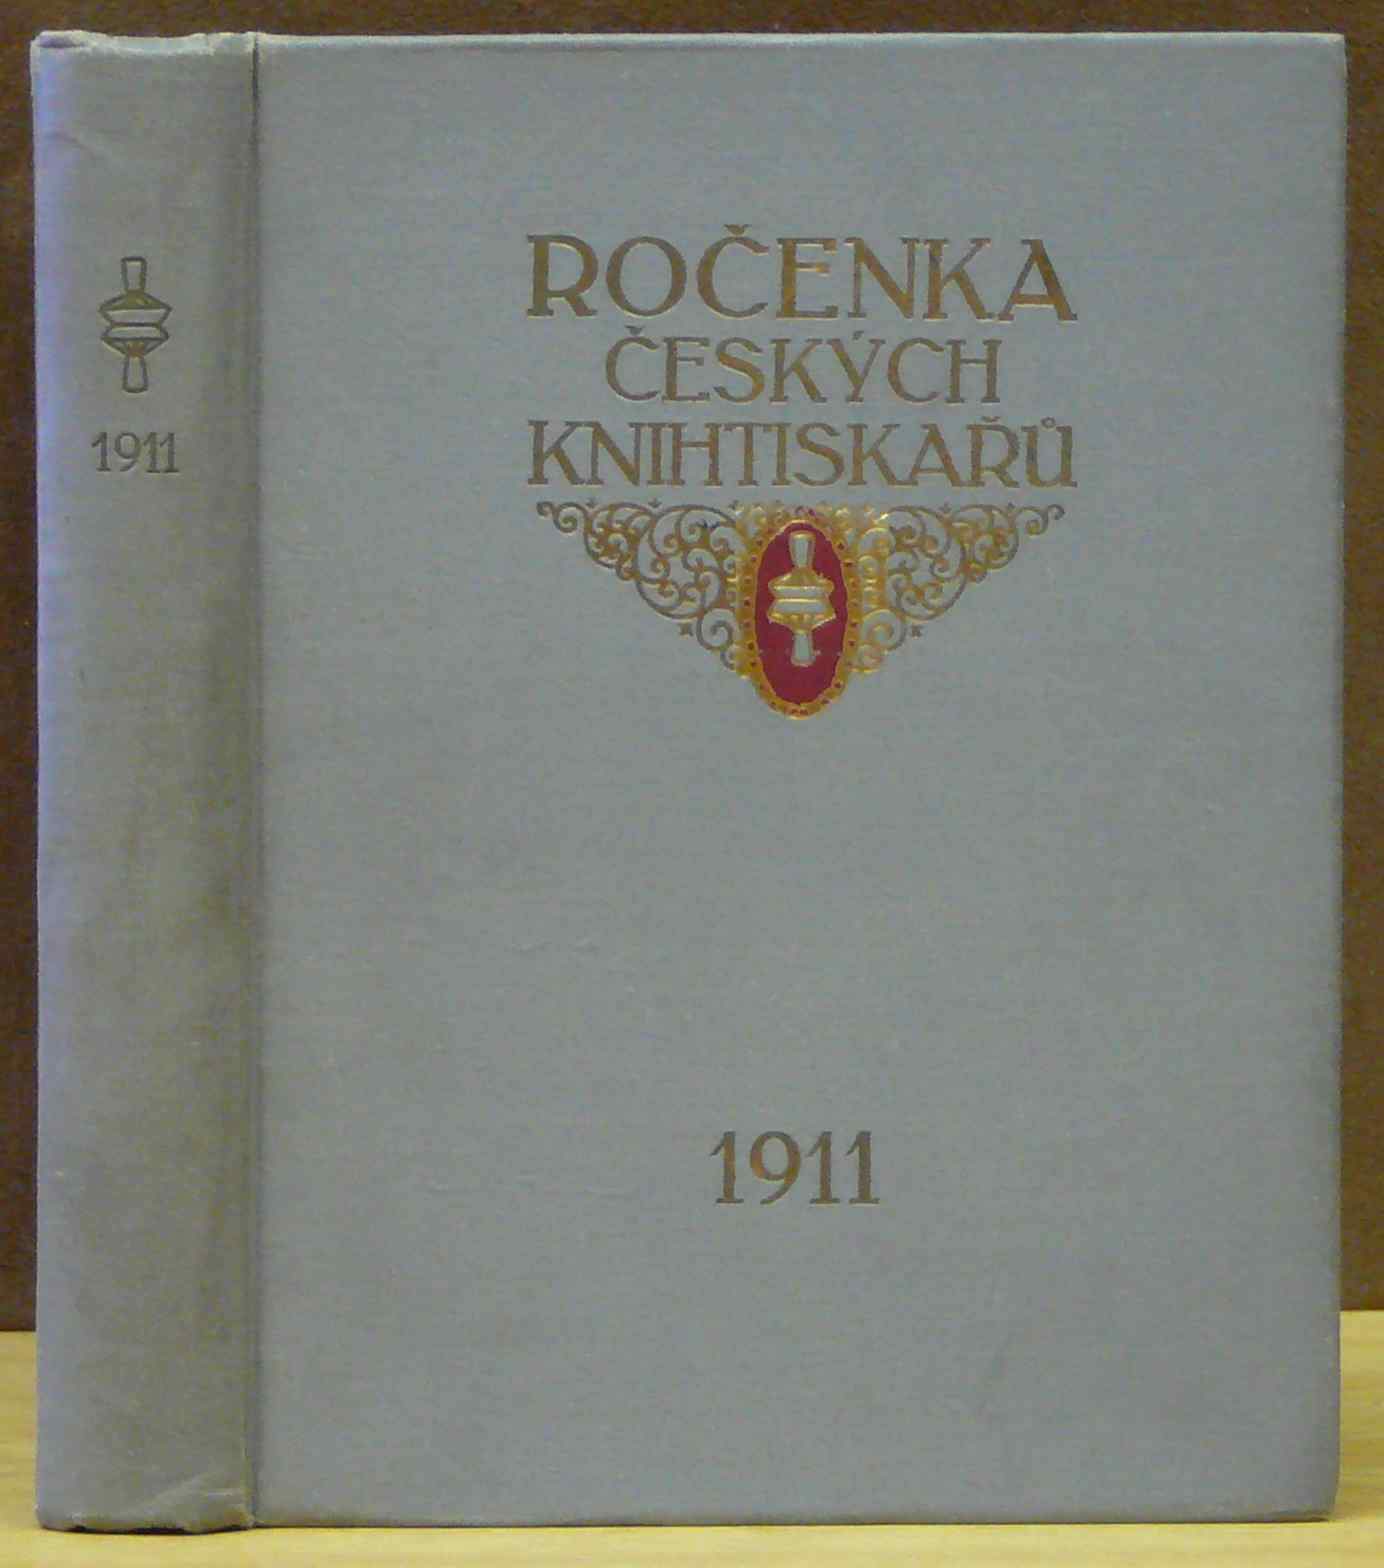 1911
ROČENKA
ČESKÝCH
KNIHTISKAŘŮ
1911